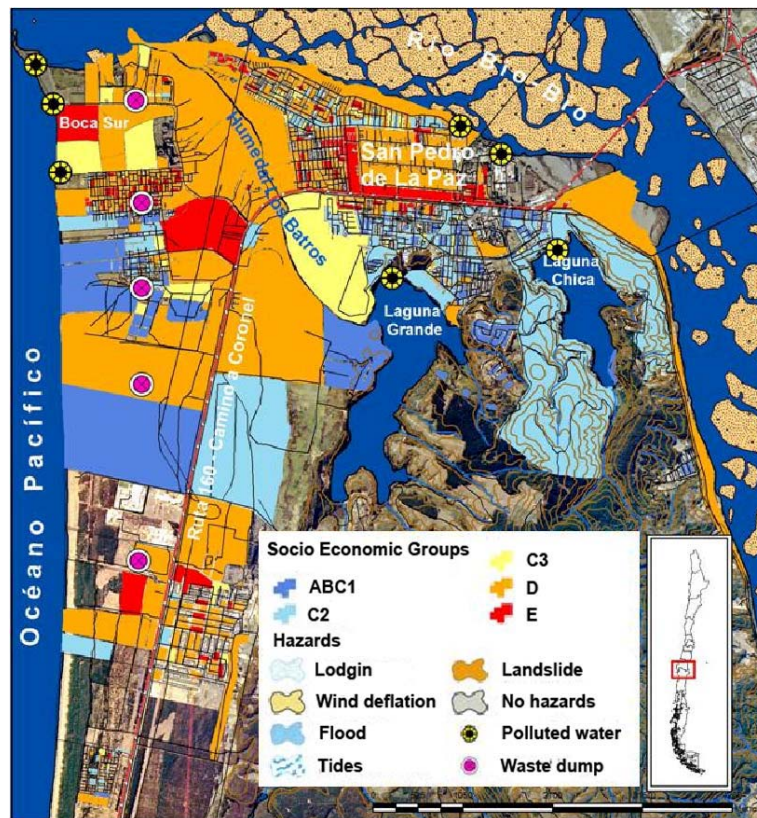 Río Bío-Bío
Boca Sur
San Pedro
de La Paz
Humedal Los Batros
Laguna
Chica
Laguna
Grande
Océano Pacífico
Ruta 160 - Camino a Coronel
Socio Economic Groups
ABC1
C2
C3
D
E
Hazards
Lodgin
Wind deflation
Flood
Tides
Landslide
No hazards
Polluted water
Waste dump
0